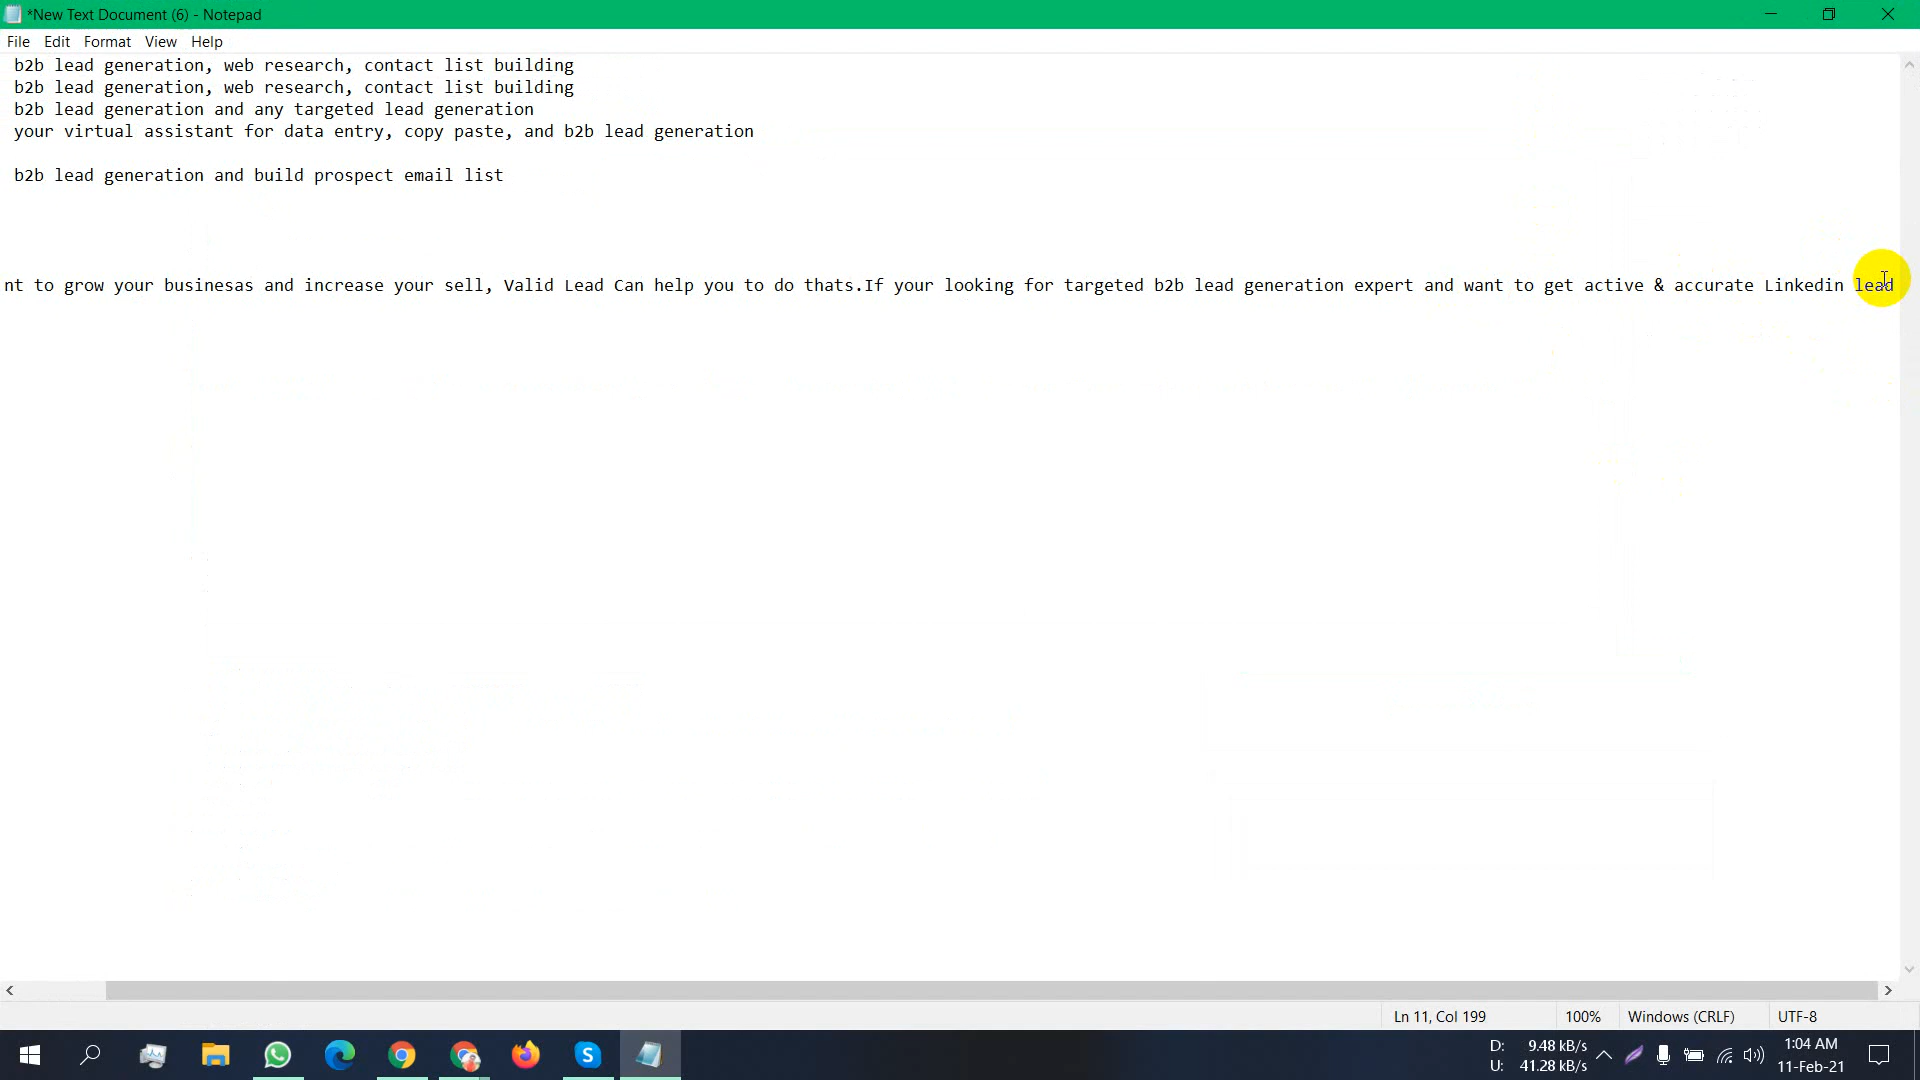 *New Text Document (6) - Notepad
File Edit Format View Help
b2b lead generation, web research, contact list building
b2b lead generation, web research, contact list building
b2b lead generation and any targeted lead generation
your virtual assistant for data entry, copy paste, and b2b lead generation
b2b lead generation and build prospect email list
nt to grow your businesas and increase your sell, Valid Lead Can help you to do thats.If your looking for targeted b2b lead generation expert and want to get active & accurate Linkedin lead
Ln 11, Col 199 100% Windows (CRLF) UTF-8
D: 9.48 kB/s
U: 41.28 kB/s
1:04 AM
11-Feb-21